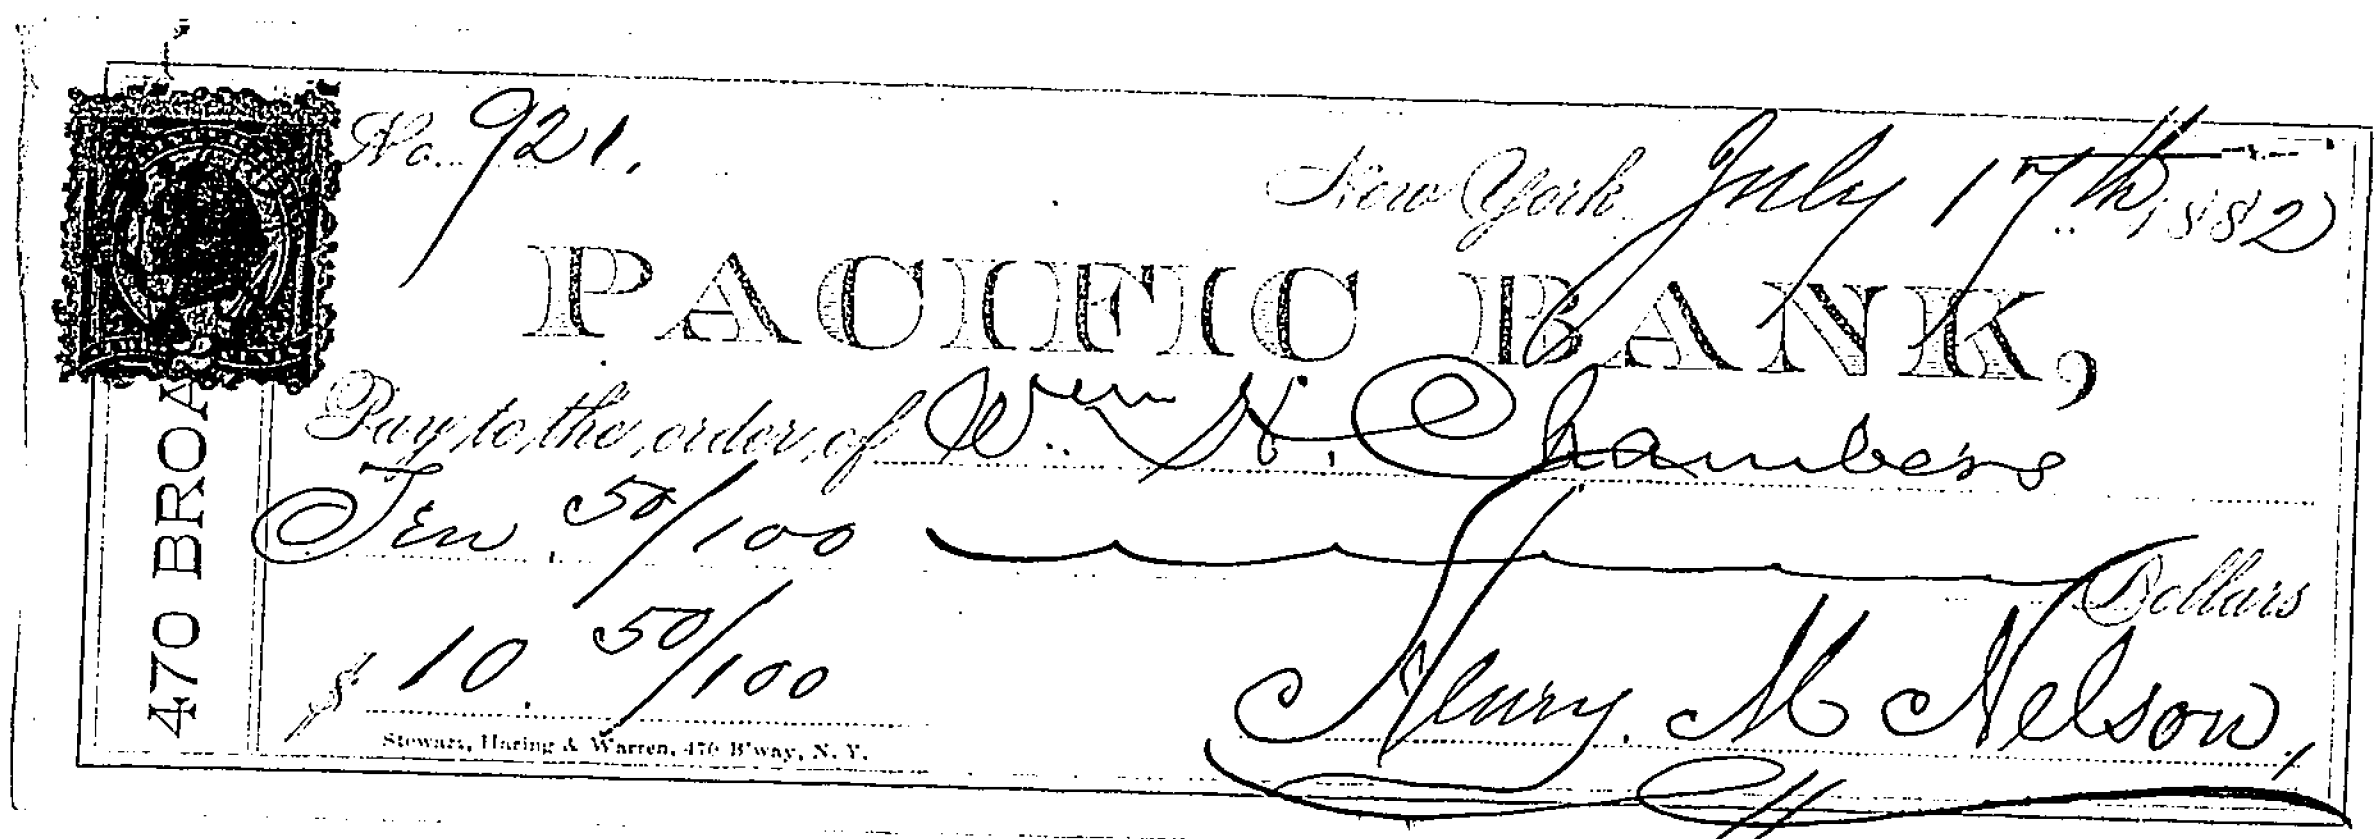 No. 921.
New York July 17th, 1882
PACIFIC BANK,
Pay to the order of Wm. H. Chambers
Ten 50/100 Dollars
$ 10. 50/100
Henry. M Nelson,
Stewart, Haring & Warren, 470 B'way, N. Y.
470 BROA